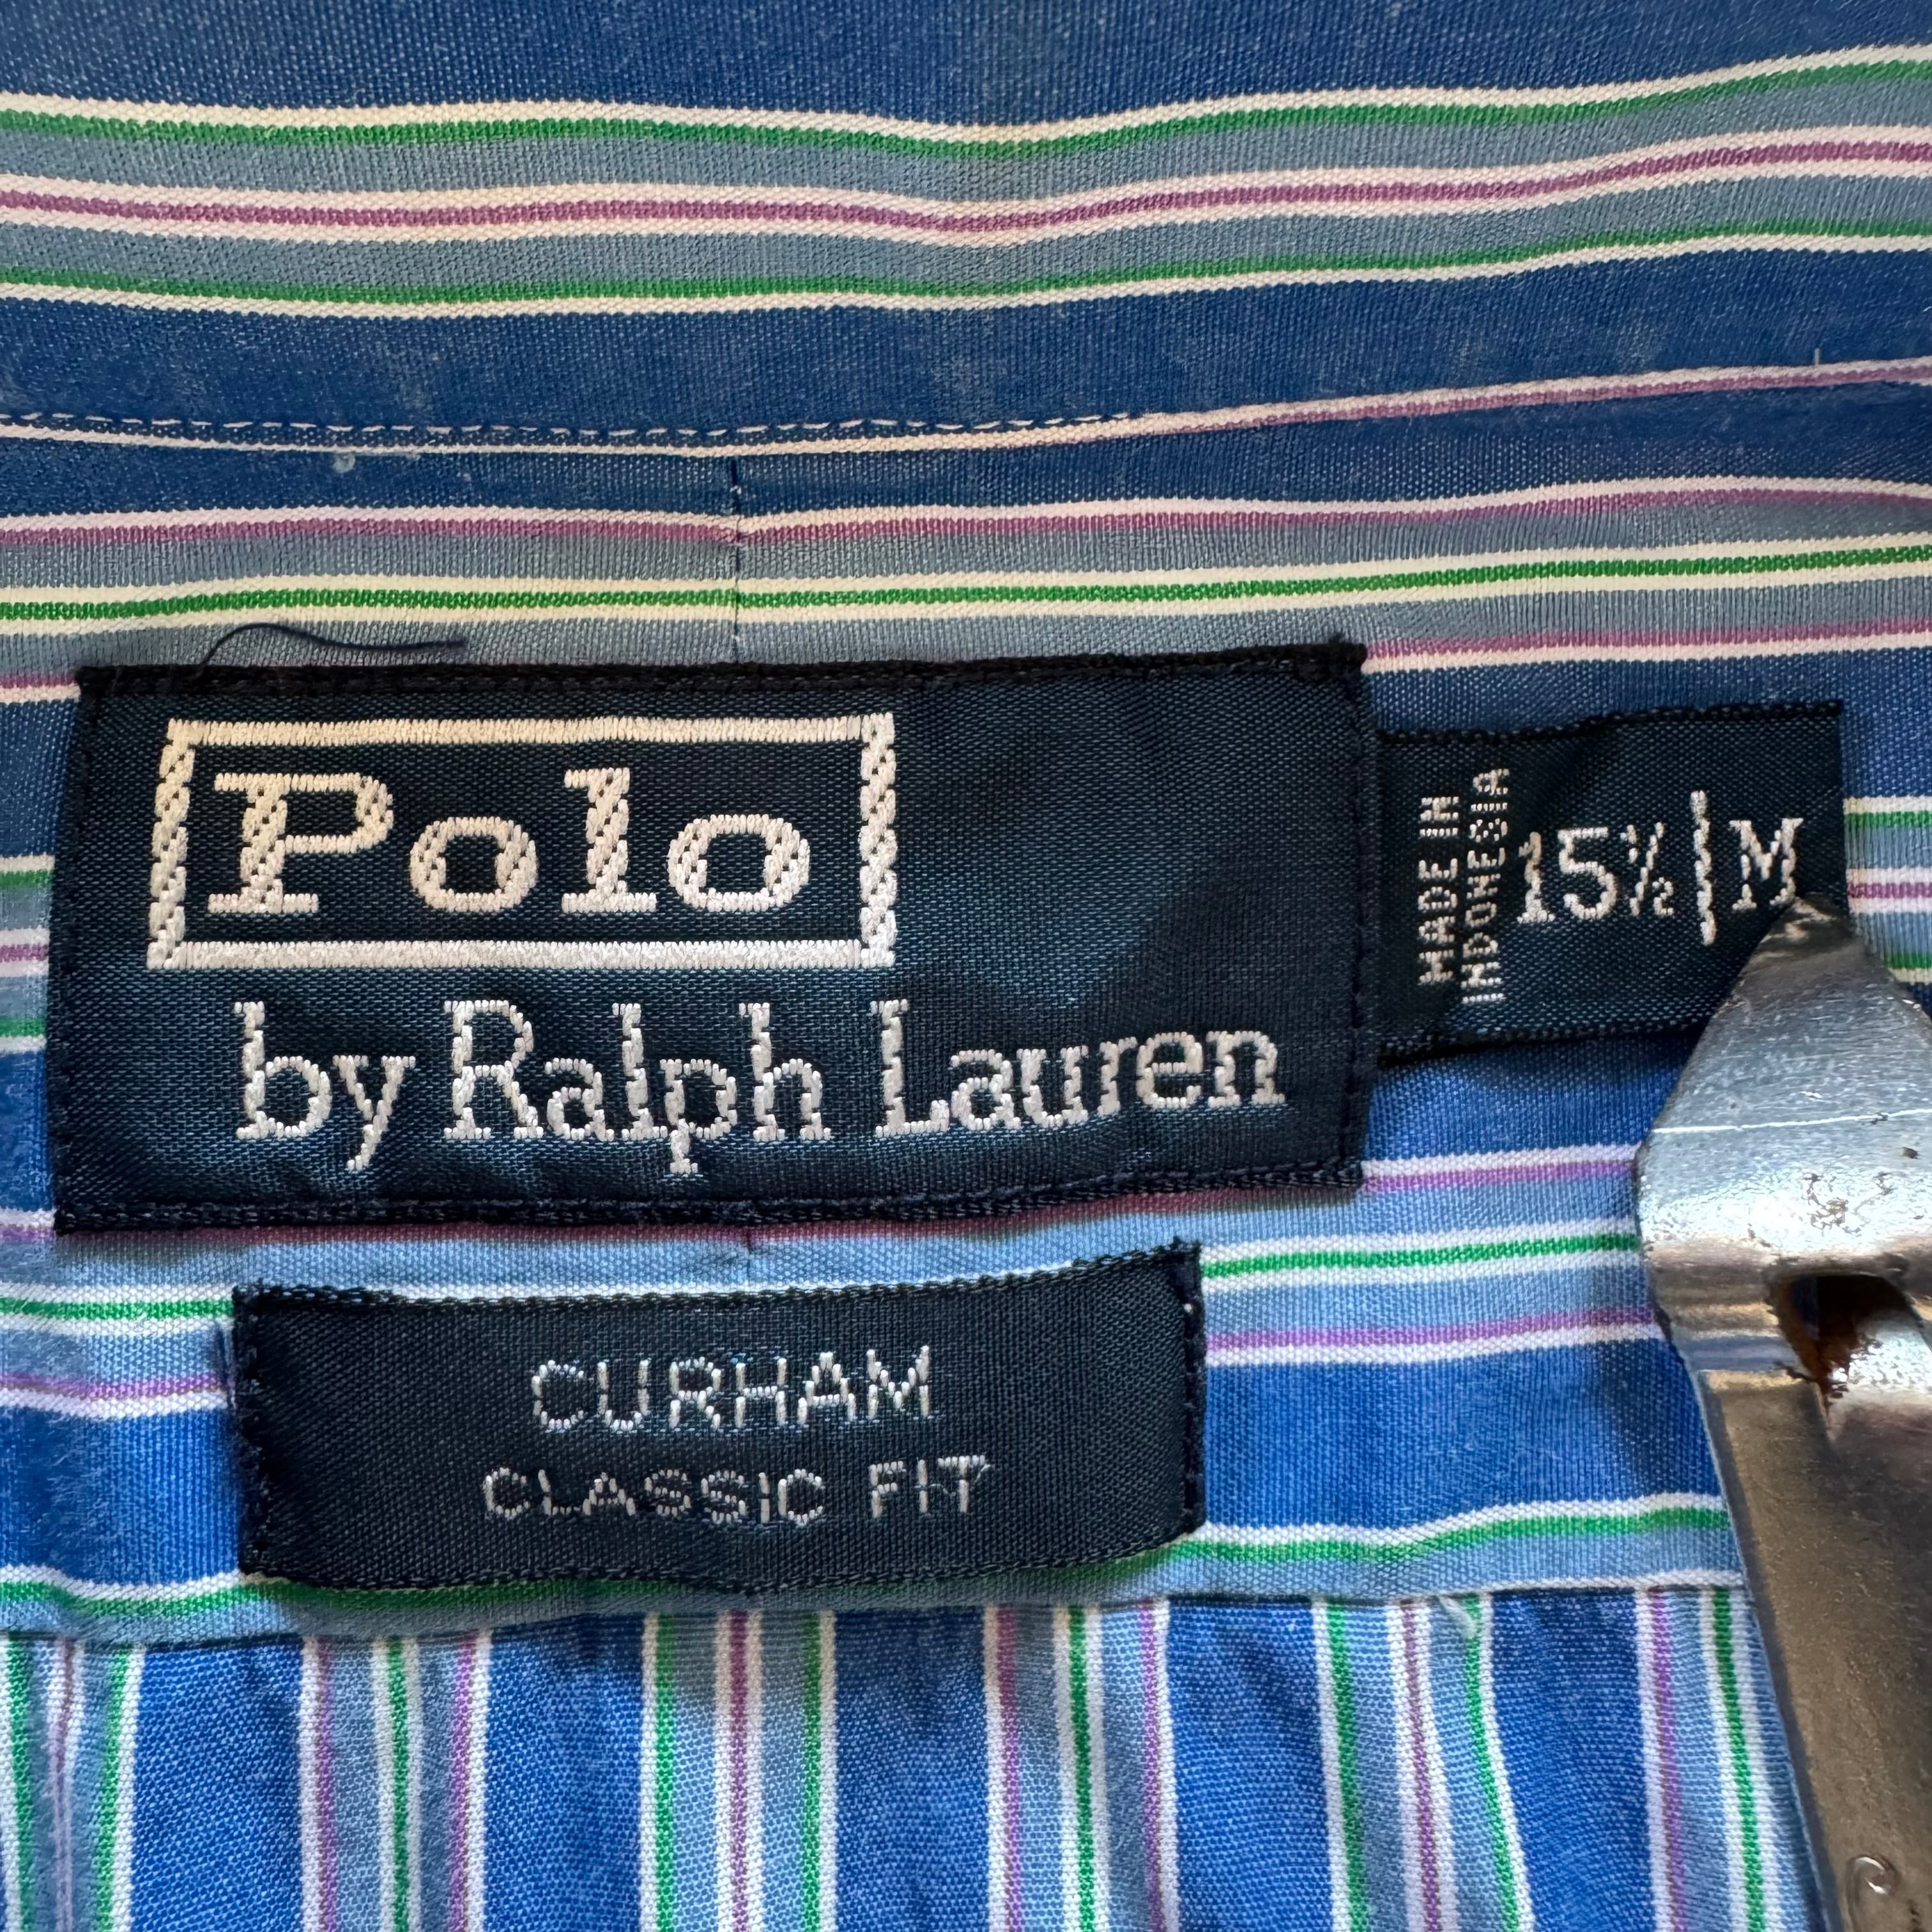 Polo
by Ralph Lauren
MADE IN
INDONESIA
15½ | M
CURHAM
CLASSIC FIT